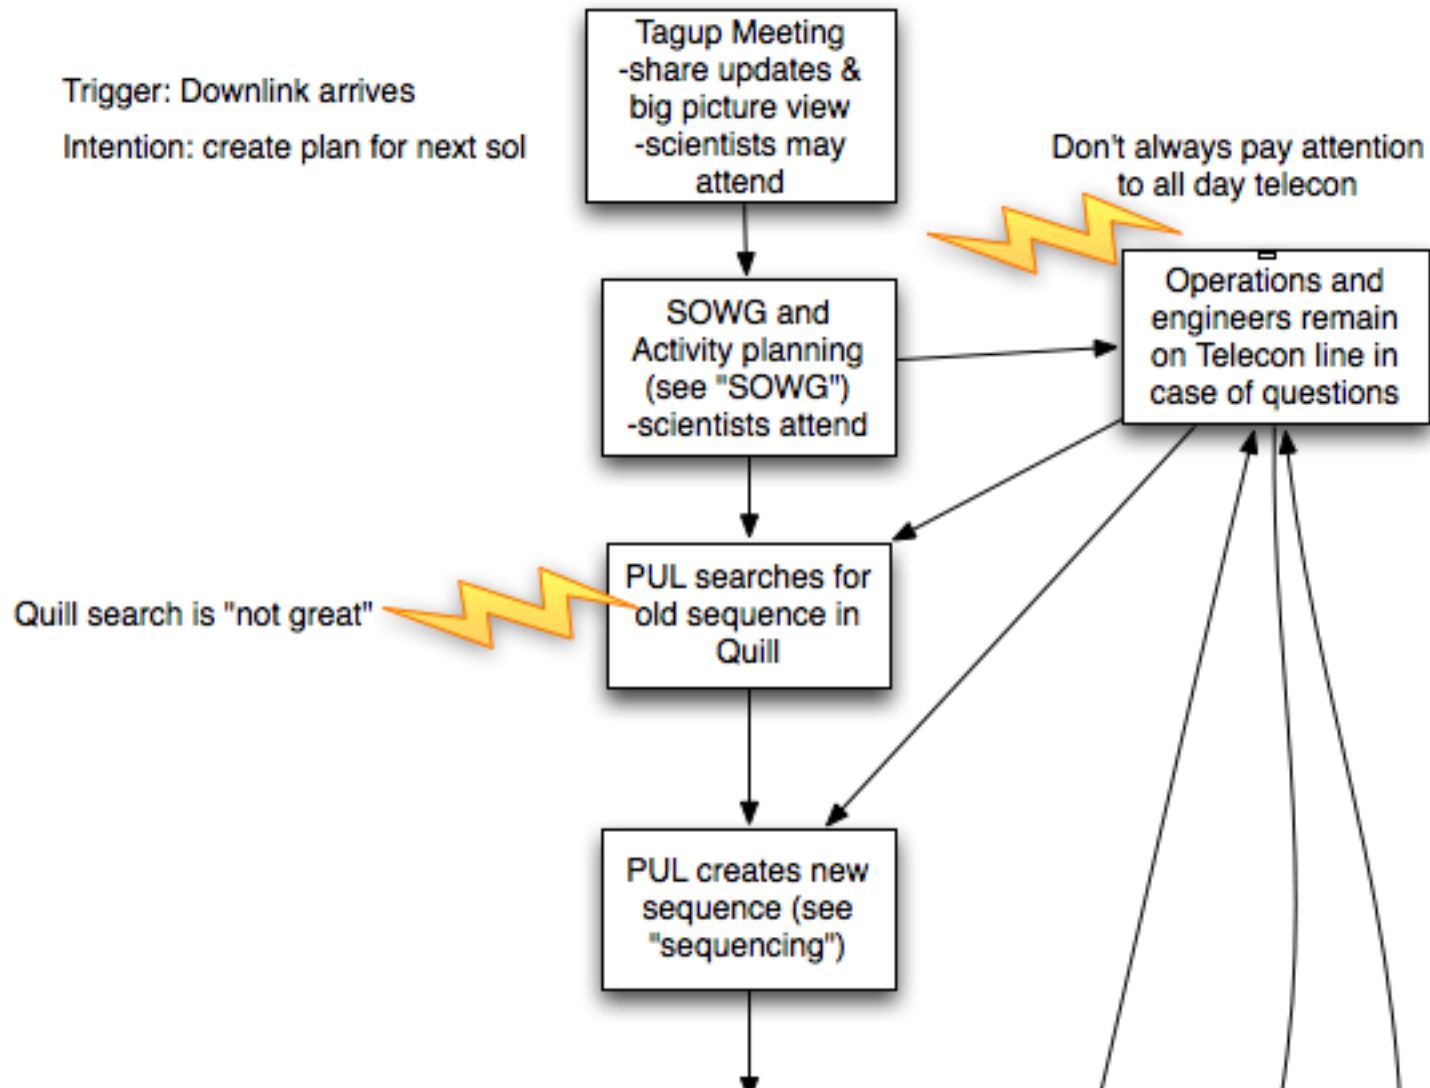 Tagup Meeting
-share updates &
big picture view
-scientists may
attend
Trigger: Downlink arrives
Intention: create plan for next sol
Don't always pay attention
to all day telecon
SOWG and
Activity planning
(see "SOWG")
-scientists attend
Operations and
engineers remain
on Telecon line in
case of questions
PUL searches for
old sequence in
Quill
Quill search is "not great"
PUL creates new
sequence (see
"sequencing")